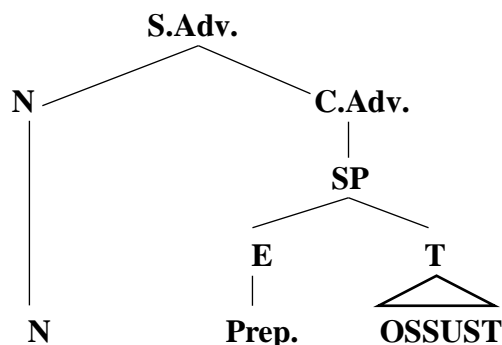 S.Adv.
N C.Adv.
SP
E T
N Prep. OSSUST